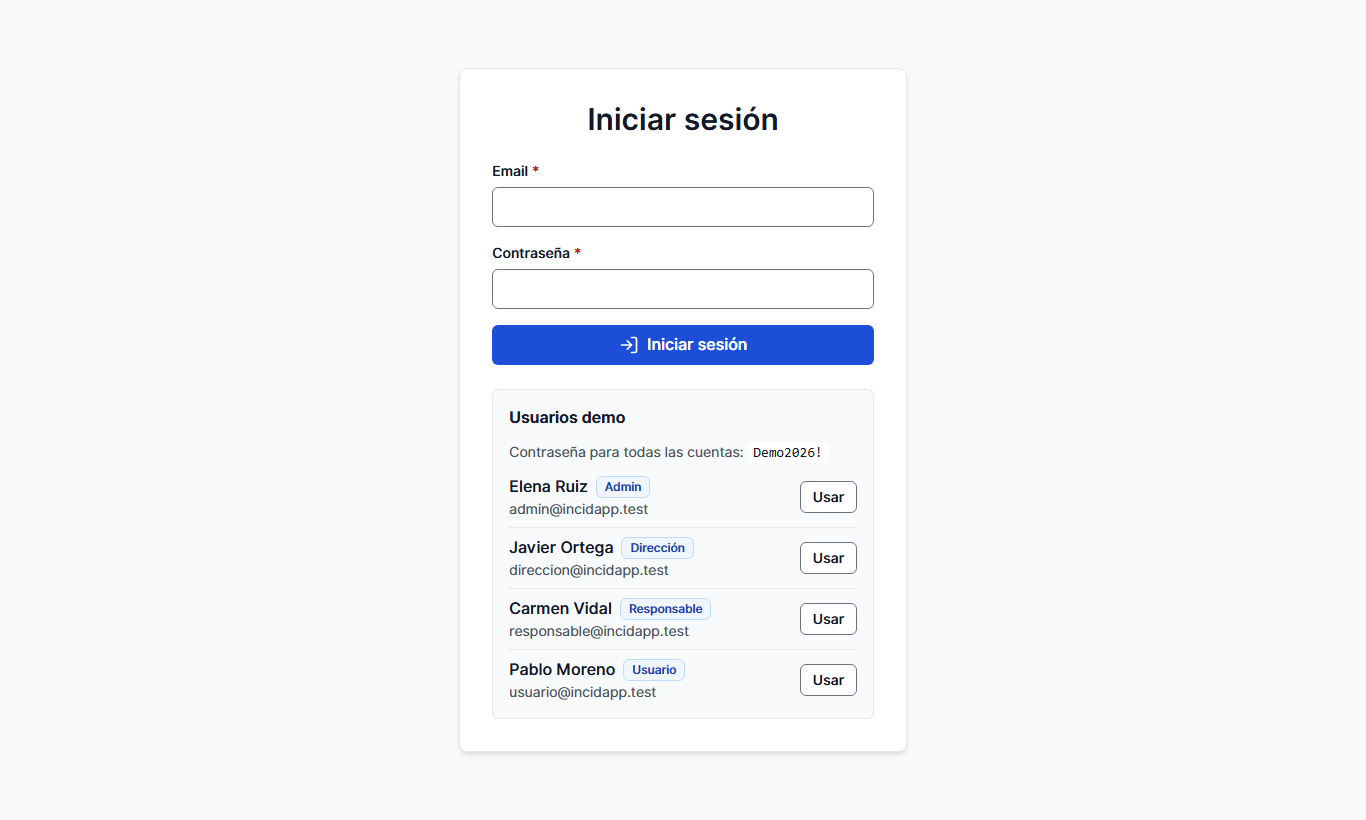 Iniciar sesión
Email *
Contraseña *
Iniciar sesión
Usuarios demo
Contraseña para todas las cuentas: Demo2026!
Elena Ruiz Admin
admin@incidapp.test
Usar
Javier Ortega Dirección
direccion@incidapp.test
Usar
Carmen Vidal Responsable
responsable@incidapp.test
Usar
Pablo Moreno Usuario
usuario@incidapp.test
Usar